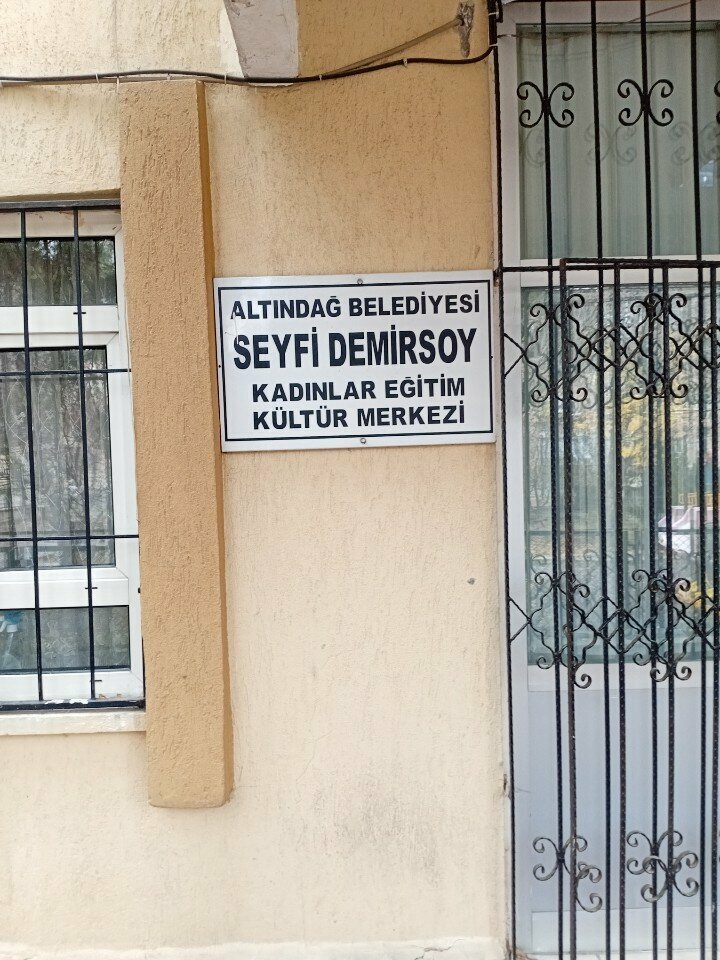 ALTINDAĞ BELEDİYESİ
SEYFİ DEMİRSOY
KADINLAR EĞİTİM
KÜLTÜR MERKEZİ